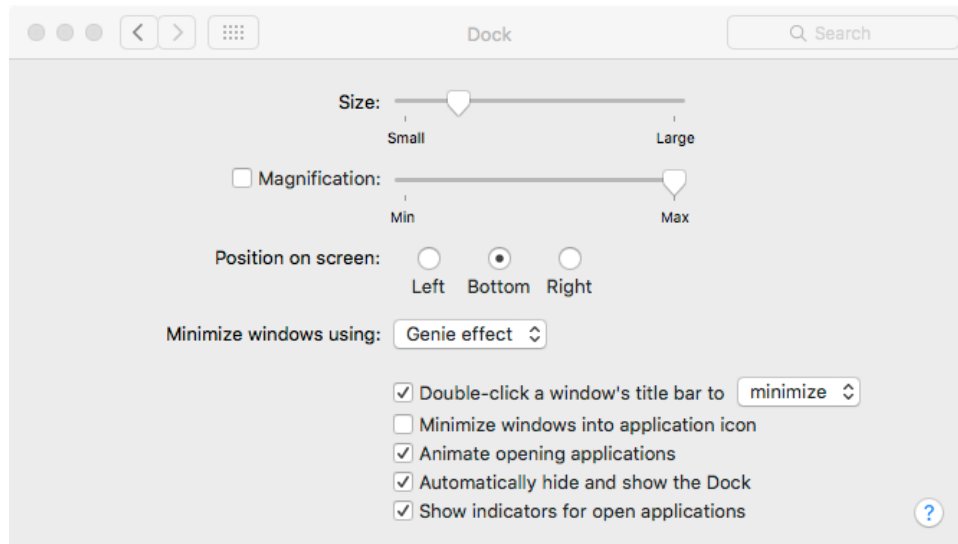 Dock
Search
Size:
Small Large
Magnification:
Min Max
Position on screen:
Left Bottom Right
Minimize windows using: Genie effect
Double-click a window's title bar to minimize
Minimize windows into application icon
Animate opening applications
Automatically hide and show the Dock
Show indicators for open applications
?